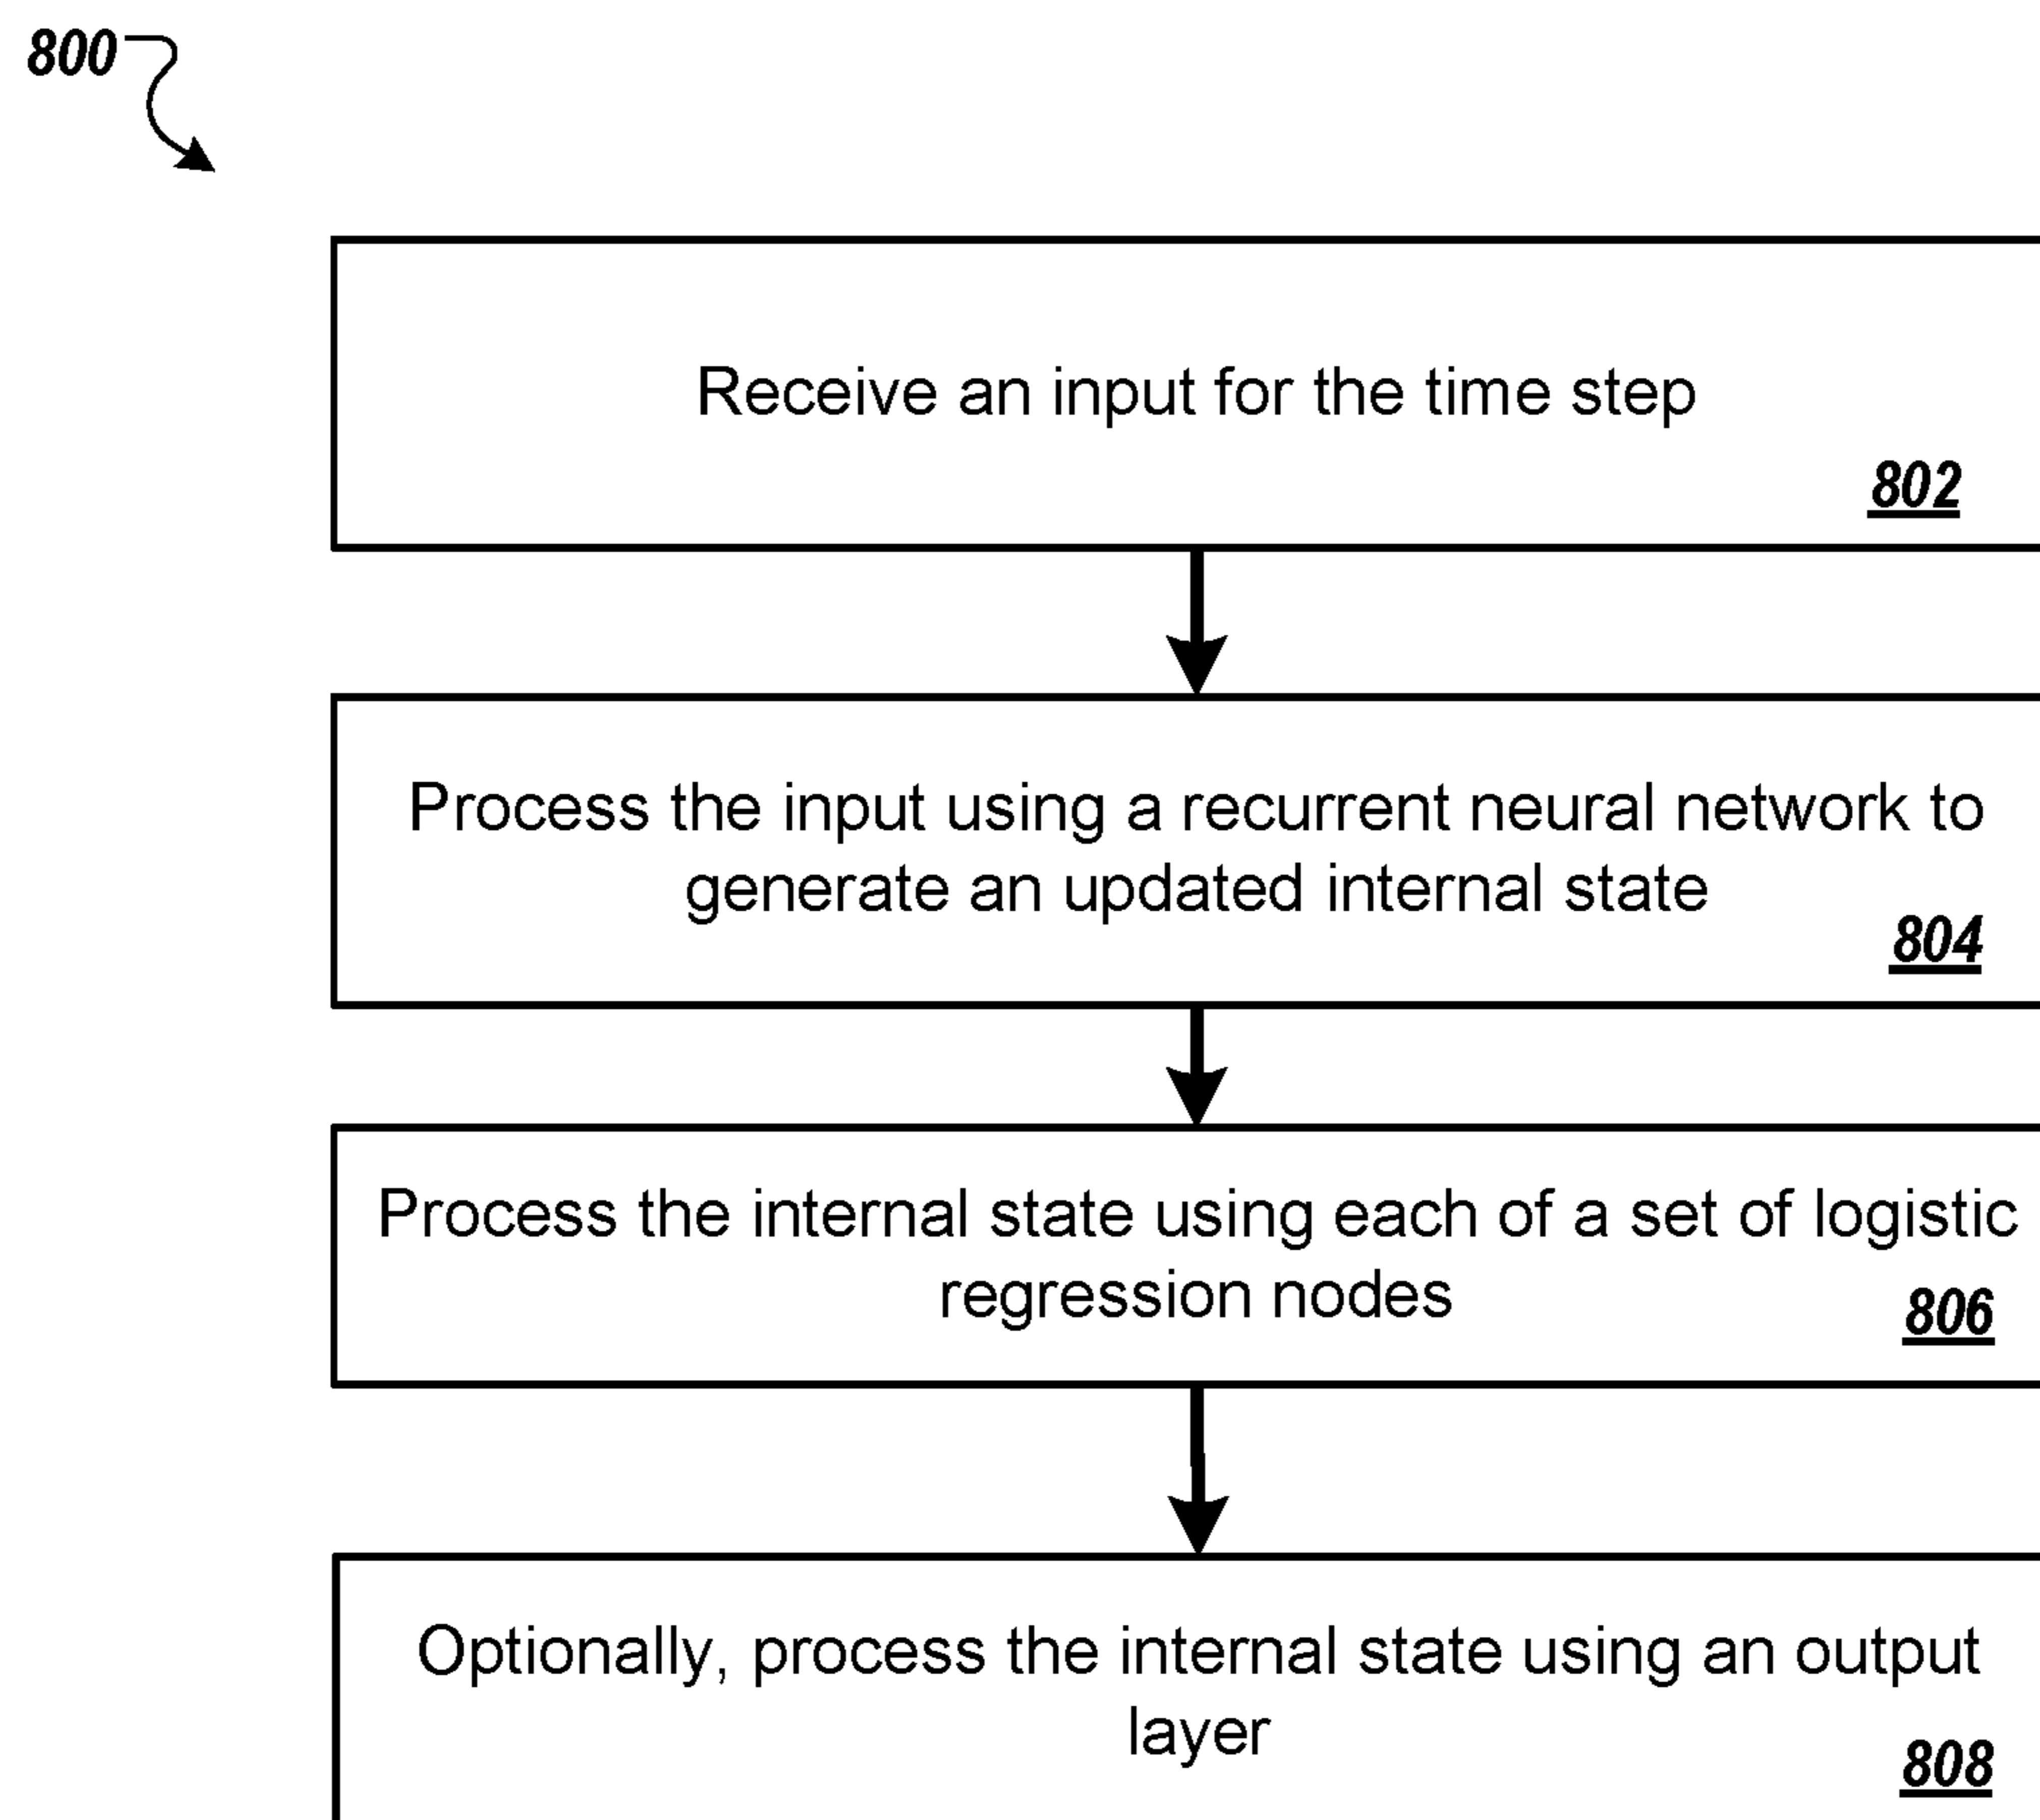 800
Receive an input for the time step
802
Process the input using a recurrent neural network to
generate an updated internal state
804
Process the internal state using each of a set of logistic
regression nodes
806
Optionally, process the internal state using an output
layer
808